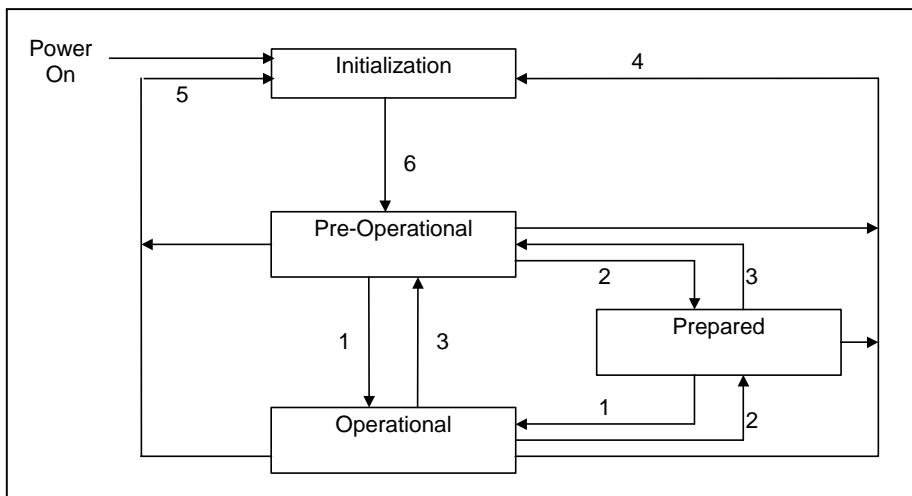 Power
On
Initialization
4
5
6
Pre-Operational
2
3
Prepared
1
3
1
Operational
2